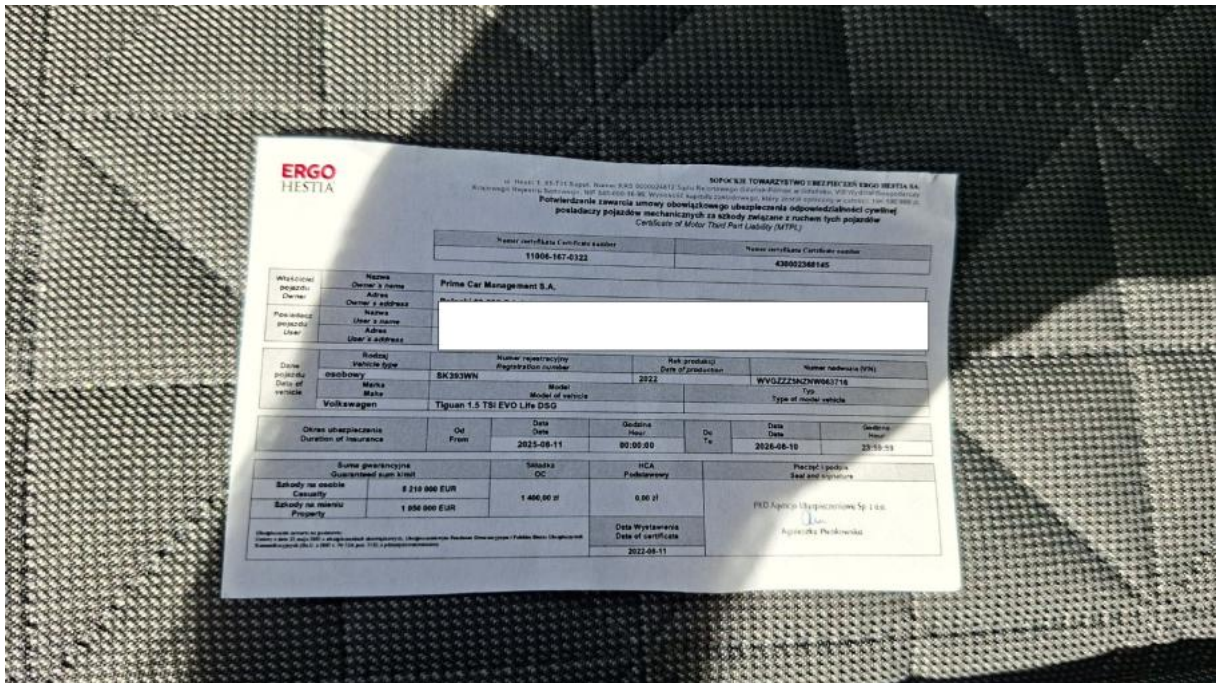 ERGO
HESTIA
SOPOCKIE TOWARZYSTWO UBEZPIECZEŃ ERGO HESTIA SA
Potwierdzenie zawarcia umowy obowiązkowego ubezpieczenia odpowiedzialności cywilnej
posiadaczy pojazdów mechanicznych za szkody związane z ruchem tych pojazdów
Certificate of Motor Third Part Liability (MTPL)
Numer certyfikatu Certificate number
Numer certyfikatu Certificate number
11006-167-0322
Właściciel pojazdu Owner
Nazwa Owner's name
Prime Car Management S.A.
Adres Owner's address
Posiadacz pojazdu User
Nazwa User's name
Adres User's address
Dane pojazdu Data of vehicle
Rodzaj Vehicle type
Numer rejestracyjny Registration number
Rok produkcji Date of production
Numer nadwozia (VIN)
osobowy
SK393WN
2022
Marka Make
Model Model of vehicle
Typ Type of model vehicle
Volkswagen
Tiguan 1.5 TSI EVO Life DSG
Okres ubezpieczenia Duration of insurance
Od From
Data Date
Godzina Hour
Do To
Data Date
Godzina Hour
2025-08-11
00:00:00
2026-08-10
23:59:59
Suma gwarancyjna Guaranteed sum
Składka OC
HCA Podstawowy
Pieczęć i podpis Seal and signature
Szkody na osobie Casualty
5 210 000 EUR
1 400,00 zł
0,00 zł
Szkody na mieniu Property
1 050 000 EUR
Data Wystawienia Date of certificate
2022-08-11
PKO Agencja Ubezpieczeniowa Sp. z o.o.
Agnieszka